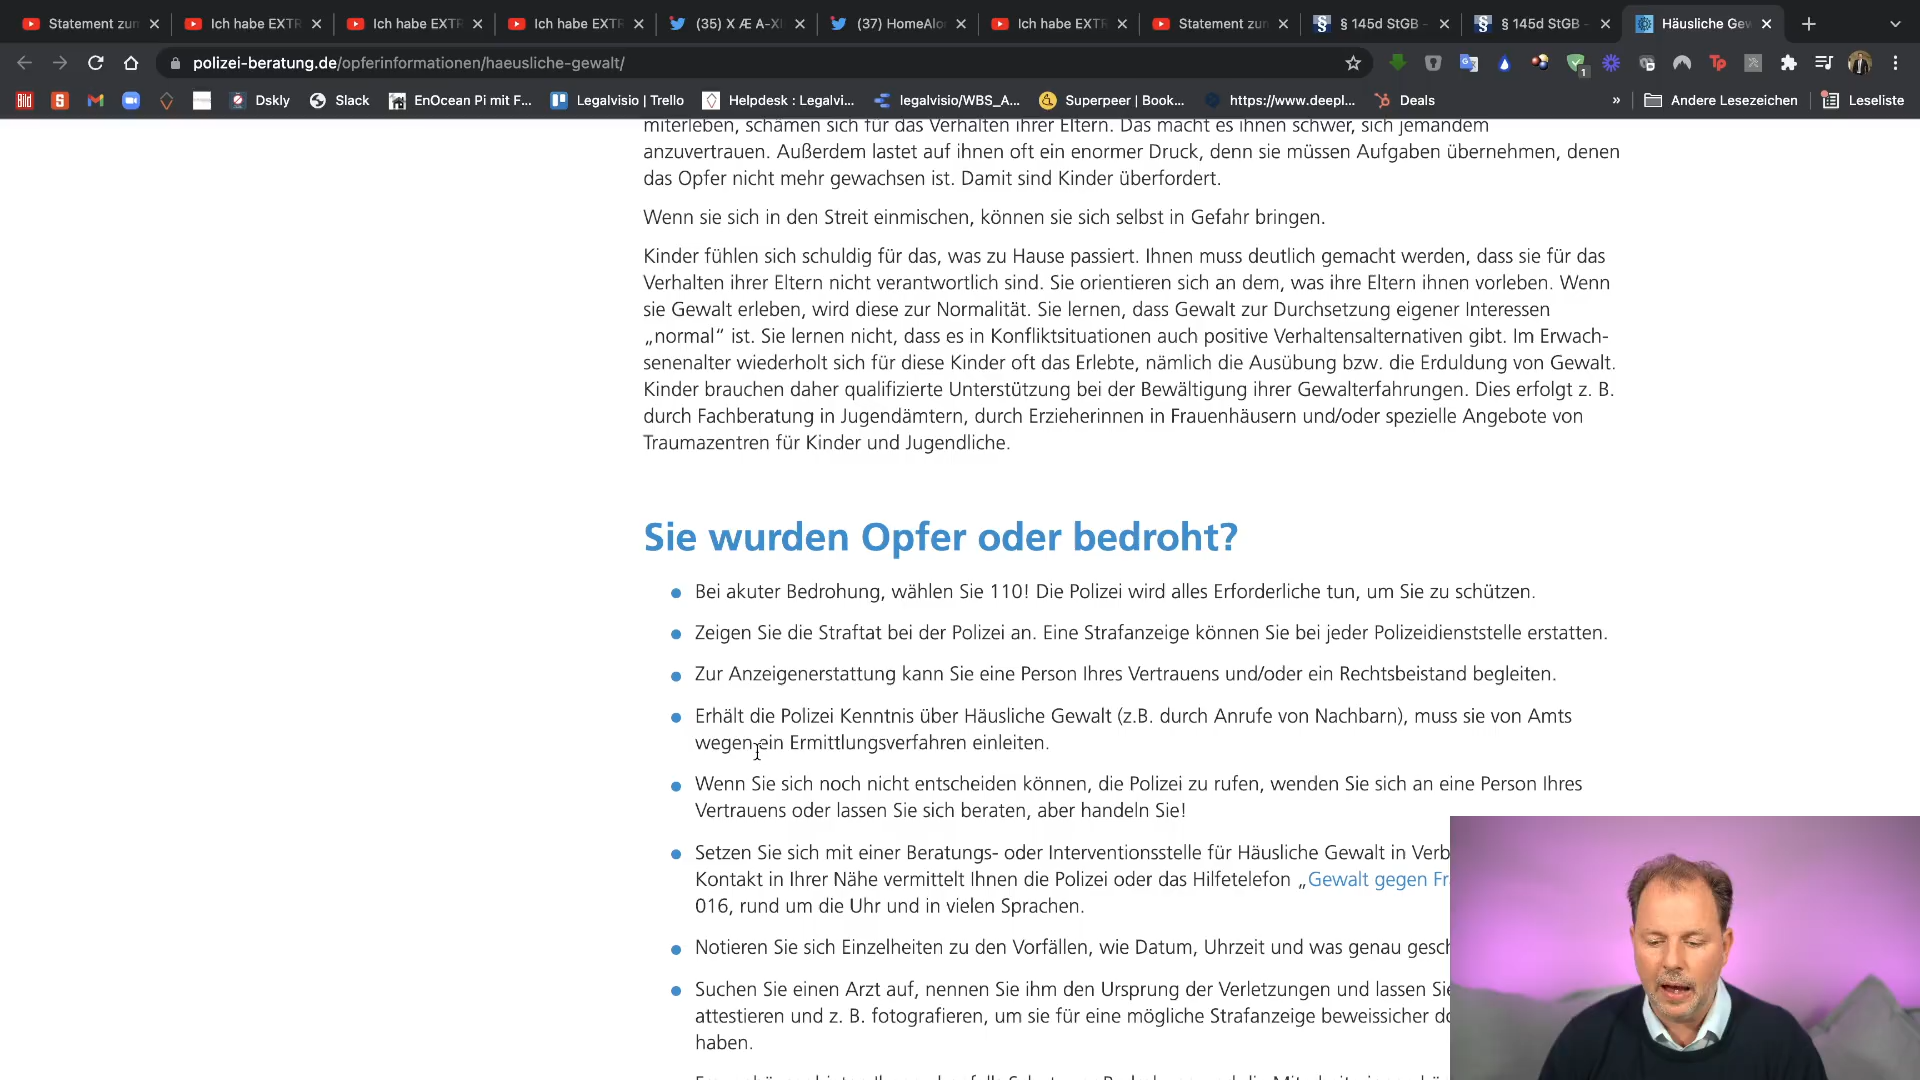 Statement zun
Ich habe EXTR
Ich habe EXTR
Ich habe EXTR
(35) X Æ A-XI
(37) HomeAlo
Ich habe EXTR
Statement zun
§ 145d StGB -
§ 145d StGB -
Häusliche Gew
polizei-beratung.de/opferinformationen/haeusliche-gewalt/
Bild
Dskly
Slack
EnOcean Pi mit F...
Legalvisio | Trello
Helpdesk : Legalvi...
legalvisio/WBS_A...
Superpeer | Book...
https://www.deepl...
Deals
»
Andere Lesezeichen
Leseliste
miterleben, schämen sich für das Verhalten ihrer Eltern. Das macht es ihnen schwer, sich jemandem
anzuvertrauen. Außerdem lastet auf ihnen oft ein enormer Druck, denn sie müssen Aufgaben übernehmen, denen
das Opfer nicht mehr gewachsen ist. Damit sind Kinder überfordert.
Wenn sie sich in den Streit einmischen, können sie sich selbst in Gefahr bringen.
Kinder fühlen sich schuldig für das, was zu Hause passiert. Ihnen muss deutlich gemacht werden, dass sie für das
Verhalten ihrer Eltern nicht verantwortlich sind. Sie orientieren sich an dem, was ihre Eltern ihnen vorleben. Wenn
sie Gewalt erleben, wird diese zur Normalität. Sie lernen, dass Gewalt zur Durchsetzung eigener Interessen
„normal“ ist. Sie lernen nicht, dass es in Konfliktsituationen auch positive Verhaltensalternativen gibt. Im Erwach-
senenalter wiederholt sich für diese Kinder oft das Erlebte, nämlich die Ausübung bzw. die Erduldung von Gewalt.
Kinder brauchen daher qualifizierte Unterstützung bei der Bewältigung ihrer Gewalterfahrungen. Dies erfolgt z. B.
durch Fachberatung in Jugendämtern, durch Erzieherinnen in Frauenhäusern und/oder spezielle Angebote von
Traumazentren für Kinder und Jugendliche.
Sie wurden Opfer oder bedroht?
Bei akuter Bedrohung, wählen Sie 110! Die Polizei wird alles Erforderliche tun, um Sie zu schützen.
Zeigen Sie die Straftat bei der Polizei an. Eine Strafanzeige können Sie bei jeder Polizeidienststelle erstatten.
Zur Anzeigenerstattung kann Sie eine Person Ihres Vertrauens und/oder ein Rechtsbeistand begleiten.
Erhält die Polizei Kenntnis über Häusliche Gewalt (z.B. durch Anrufe von Nachbarn), muss sie von Amts
wegen ein Ermittlungsverfahren einleiten.
Wenn Sie sich noch nicht entscheiden können, die Polizei zu rufen, wenden Sie sich an eine Person Ihres
Vertrauens oder lassen Sie sich beraten, aber handeln Sie!
Setzen Sie sich mit einer Beratungs- oder Interventionsstelle für Häusliche Gewalt in Verb
Kontakt in Ihrer Nähe vermittelt Ihnen die Polizei oder das Hilfetelefon „Gewalt gegen Fr
016, rund um die Uhr und in vielen Sprachen.
Notieren Sie sich Einzelheiten zu den Vorfällen, wie Datum, Uhrzeit und was genau gesch
Suchen Sie einen Arzt auf, nennen Sie ihm den Ursprung der Verletzungen und lassen Sie
attestieren und z. B. fotografieren, um sie für eine mögliche Strafanzeige beweissicher do
haben.